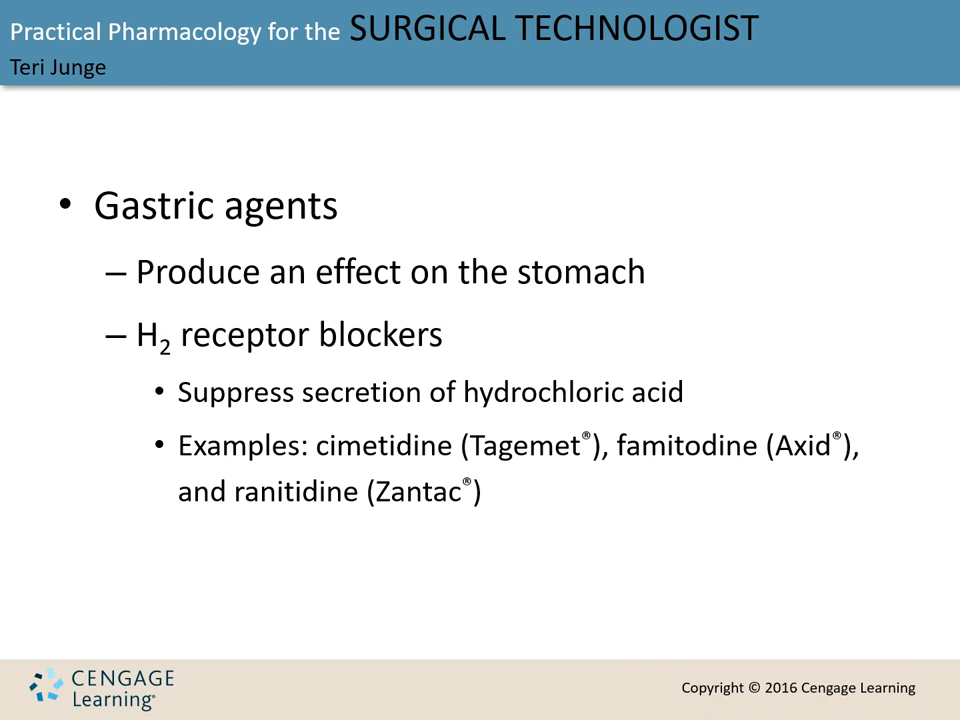 Practical Pharmacology for the SURGICAL TECHNOLOGIST
Teri Junge
• Gastric agents
– Produce an effect on the stomach
– H₂ receptor blockers
• Suppress secretion of hydrochloric acid
• Examples: cimetidine (Tagemet®), famitodine (Axid®),
and ranitidine (Zantac®)
CENGAGE
Learning®
Copyright © 2016 Cengage Learning